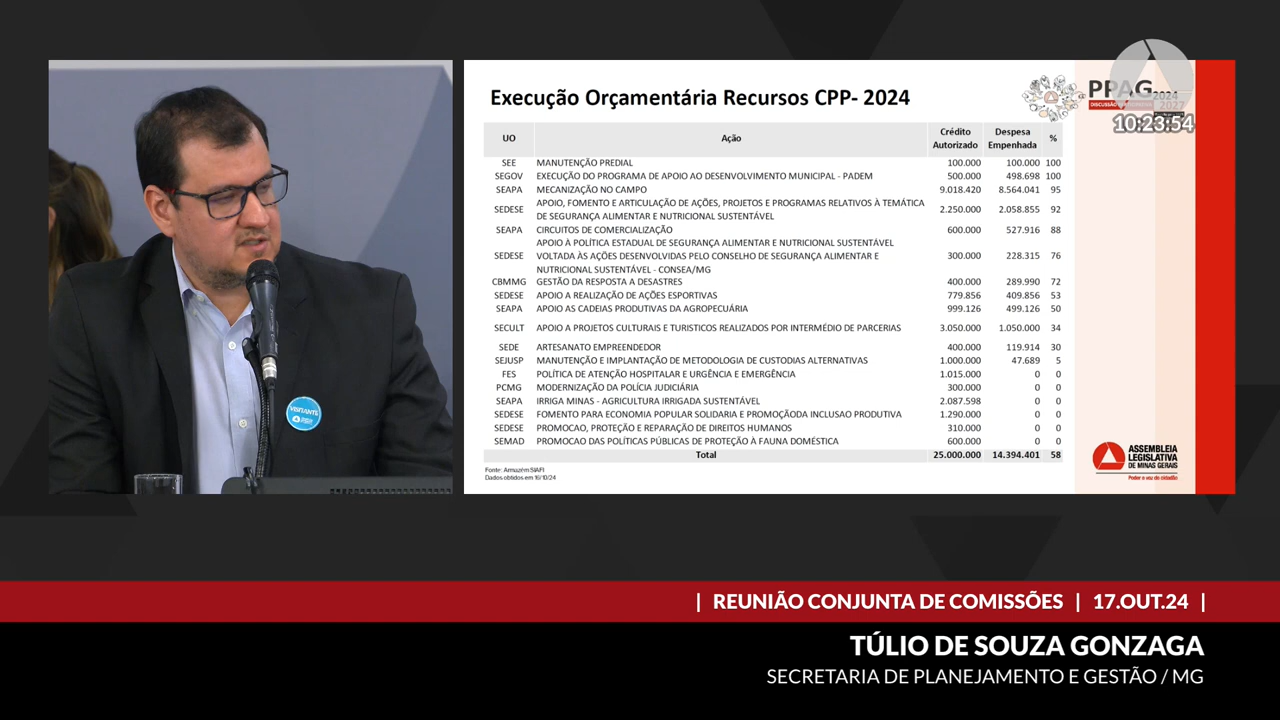 Execução Orçamentária Recursos CPP- 2024
PPAG 2024
2027
10:23:54
UO Ação Crédito Autorizado Despesa Empenhada %
SEE MANUTENÇÃO PREDIAL 100.000 100.000 100
SEGOV EXECUÇÃO DO PROGRAMA DE APOIO AO DESENVOLVIMENTO MUNICIPAL - PADEM 500.000 498.698 100
SEAPA MECANIZAÇÃO NO CAMPO 9.018.420 8.564.041 95
SEDESE APOIO, FOMENTO E ARTICULAÇÃO DE AÇÕES, PROJETOS E PROGRAMAS RELATIVOS À TEMÁTICA
DE SEGURANÇA ALIMENTAR E NUTRICIONAL SUSTENTÁVEL 2.250.000 2.058.855 92
SEAPA CIRCUITOS DE COMERCIALIZAÇÃO 600.000 527.916 88
APOIO À POLÍTICA ESTADUAL DE SEGURANÇA ALIMENTAR E NUTRICIONAL SUSTENTÁVEL
SEDESE VOLTADA ÀS AÇÕES DESENVOLVIDAS PELO CONSELHO DE SEGURANÇA ALIMENTAR E 300.000 228.315 76
NUTRICIONAL SUSTENTÁVEL - CONSEA/MG
CBMMG GESTÃO DA RESPOSTA A DESASTRES 400.000 289.990 72
SEDESE APOIO A REALIZAÇÃO DE AÇÕES ESPORTIVAS 779.856 409.856 53
SEAPA APOIO AS CADEIAS PRODUTIVAS DA AGROPECUÁRIA 999.126 499.126 50
SECULT APOIO A PROJETOS CULTURAIS E TURISTICOS REALIZADOS POR INTERMÉDIO DE PARCERIAS 3.050.000 1.050.000 34
SEDE ARTESANATO EMPREENDEDOR 400.000 119.914 30
SEJUSP MANUTENÇÃO E IMPLANTAÇÃO DE METODOLOGIA DE CUSTODIAS ALTERNATIVAS 1.000.000 47.689 5
FES POLÍTICA DE ATENÇÃO HOSPITALAR E URGÊNCIA E EMERGÊNCIA 1.015.000 0 0
PCMG MODERNIZAÇÃO DA POLÍCIA JUDICIÁRIA 300.000 0 0
SEAPA IRRIGA MINAS - AGRICULTURA IRRIGADA SUSTENTÁVEL 2.087.598 0 0
SEDESE FOMENTO PARA ECONOMIA POPULAR SOLIDARIA E PROMOÇÃODA INCLUSAO PRODUTIVA 1.290.000 0 0
SEDESE PROMOCAO, PROTEÇÃO E REPARAÇÃO DE DIREITOS HUMANOS 310.000 0 0
SEMAD PROMOCAO DAS POLÍTICAS PÚBLICAS DE PROTEÇÃO À FAUNA DOMÉSTICA 600.000 0 0
Total 25.000.000 14.394.401 58
Fonte: Armazém SIAFI
Dados obtidos em 16/10/24
ASSEMBLEIA
LEGISLATIVA
DE MINAS GERAIS
Poder e voz do cidadão
VISITANTE
| REUNIÃO CONJUNTA DE COMISSÕES | 17.OUT.24 |
TÚLIO DE SOUZA GONZAGA
SECRETARIA DE PLANEJAMENTO E GESTÃO / MG